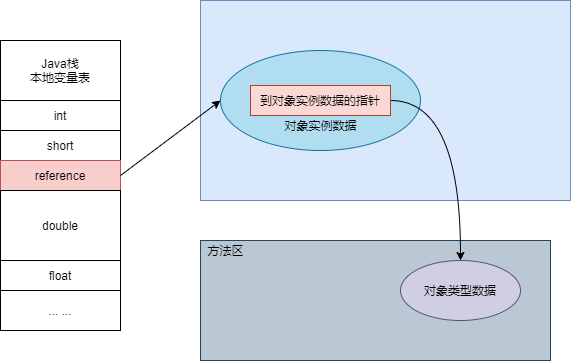 Java栈
本地变量表
int
short
reference
double
float
... ...
到对象实例数据的指针
对象实例数据
方法区
对象类型数据